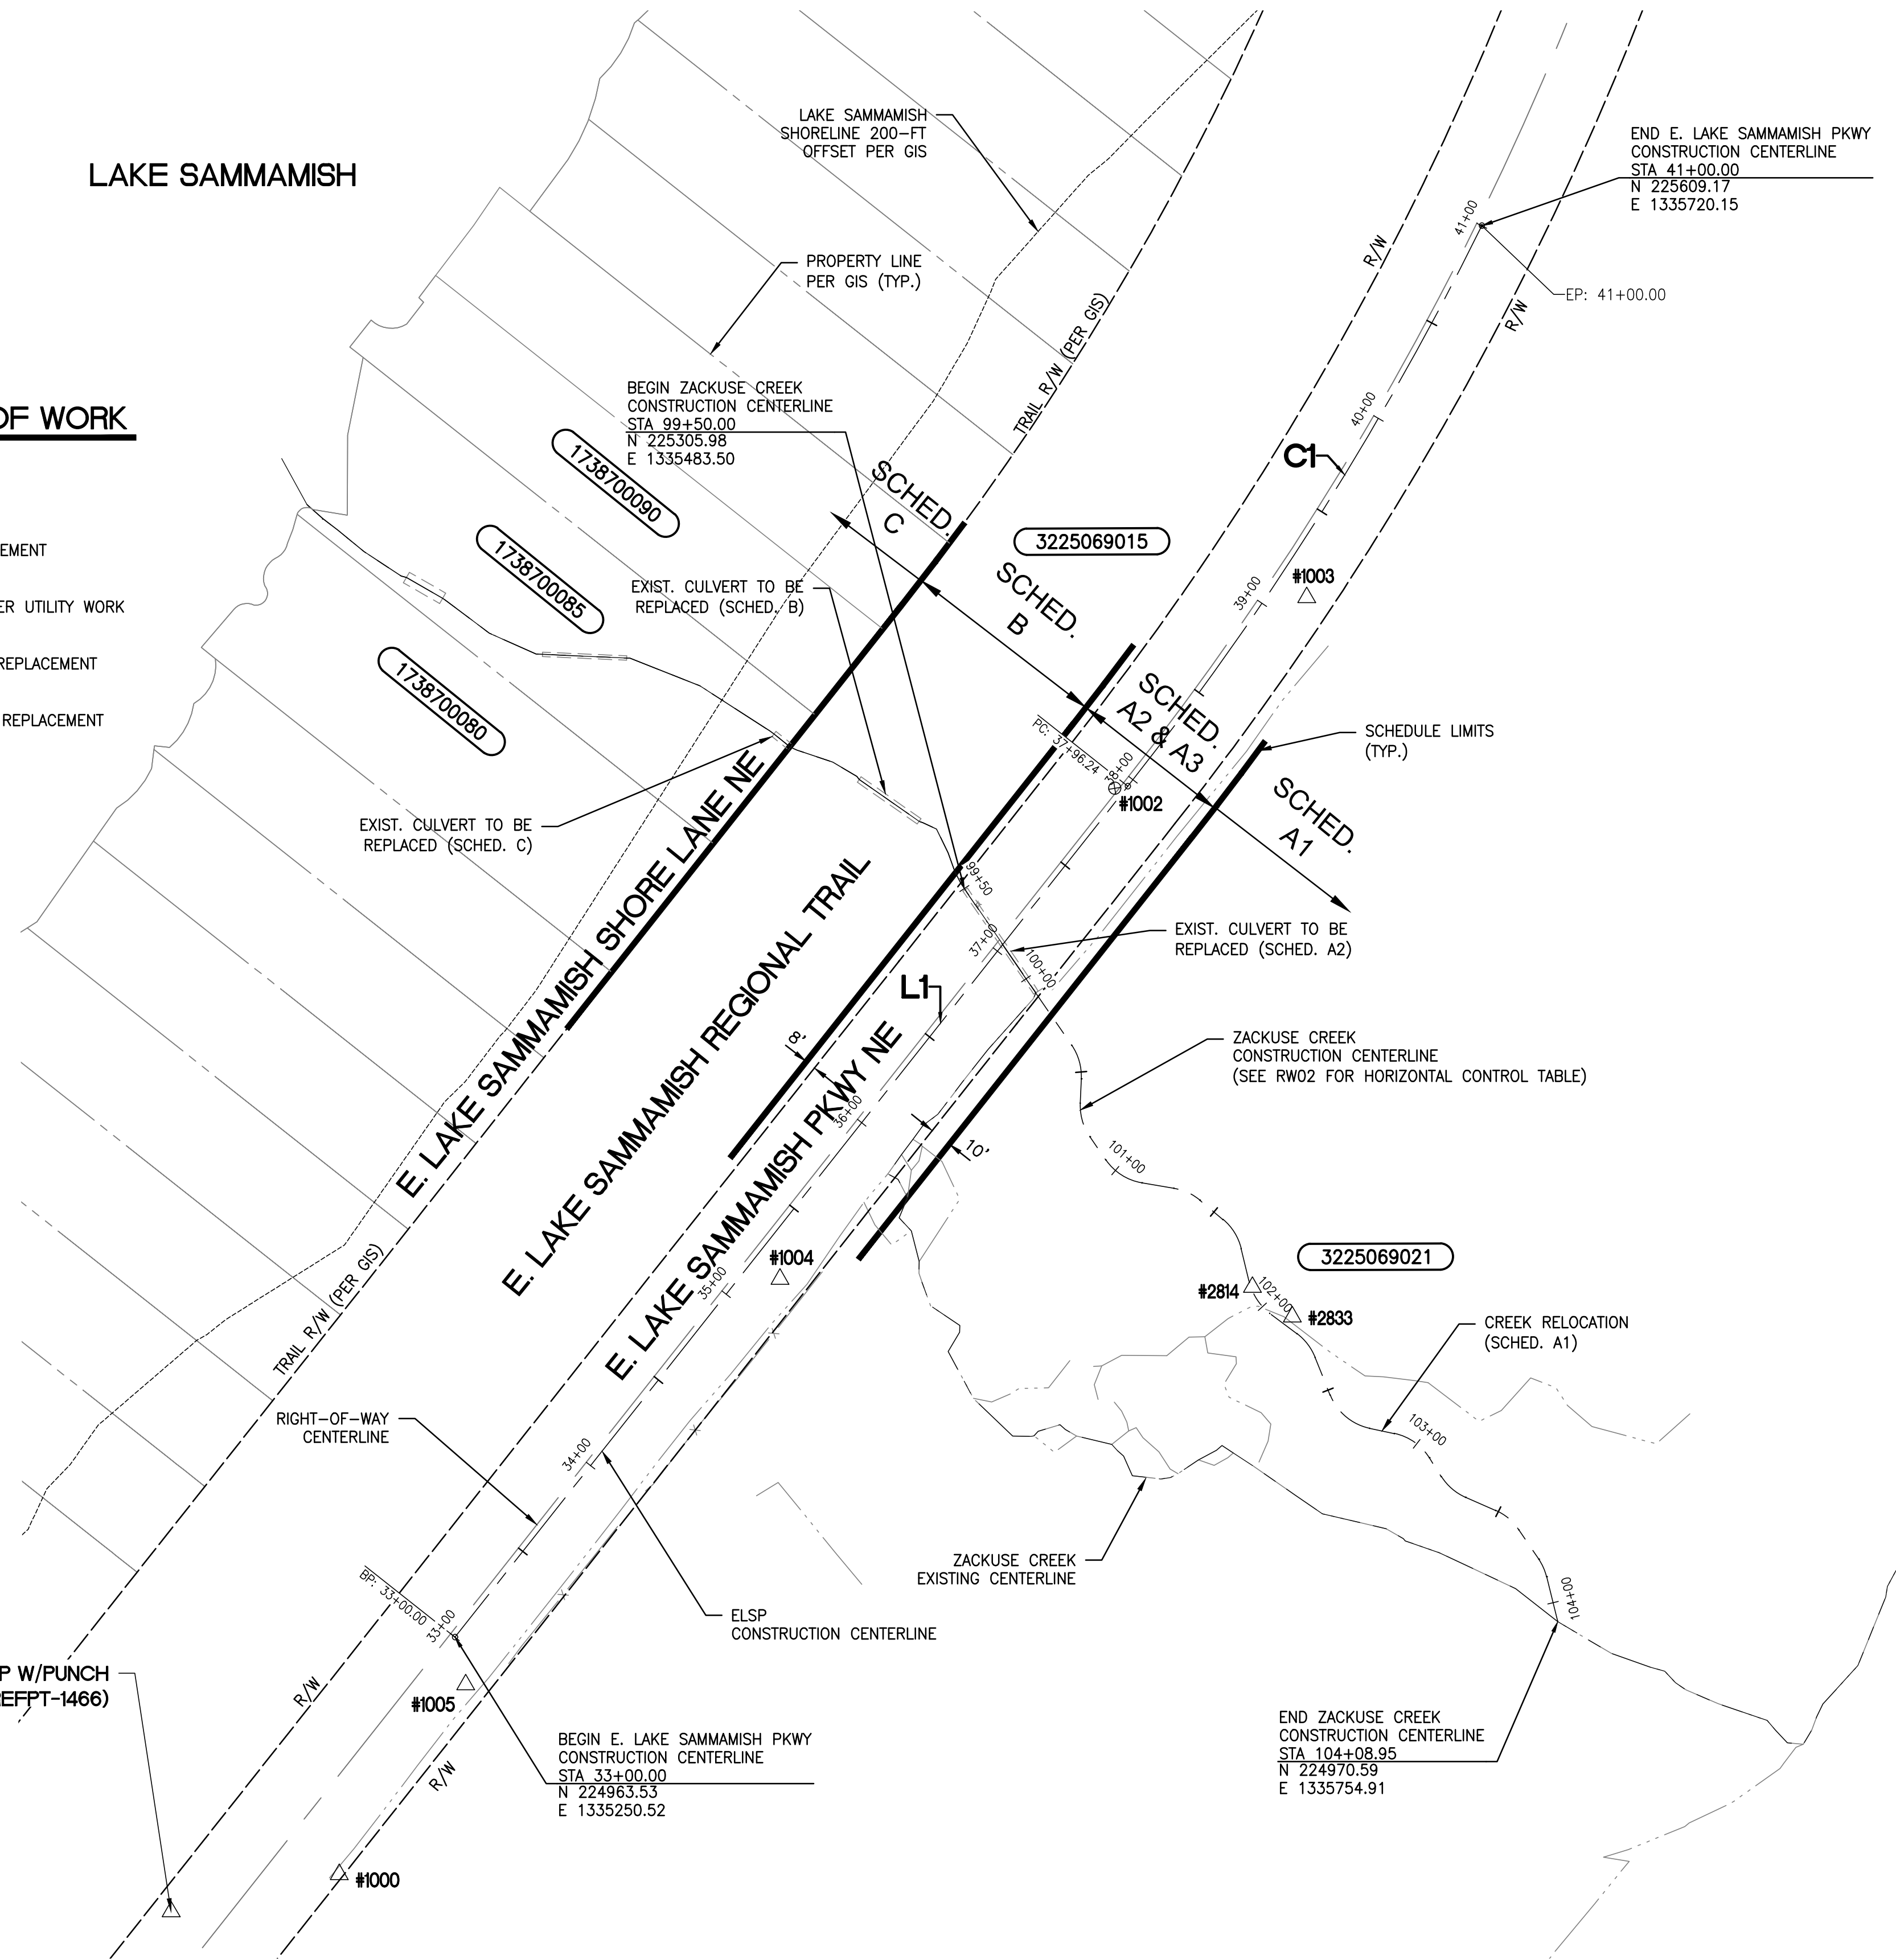 LAKE SAMMAMISH
LAKE SAMMAMISH
SHORELINE 200-FT
OFFSET PER GIS
END E. LAKE SAMMAMISH PKWY
CONSTRUCTION CENTERLINE
STA 41+00.00
N 225609.17
E 1335720.15
41+00
R/W
EP: 41+00.00
R/W
PROPERTY LINE
PER GIS (TYP.)
TRAIL R/W (PER GIS)
BEGIN ZACKUSE CREEK
CONSTRUCTION CENTERLINE
STA 99+50.00
N 225305.98
E 1335483.50
OF WORK
40+00
C1
1738700090
SCHED.
C
3225069015
EMENT
1738700085
EXIST. CULVERT TO BE
REPLACED (SCHED. B)
SCHED.
B
39+00
#1003
ER UTILITY WORK
REPLACEMENT
REPLACEMENT
1738700080
SCHED.
A2 & A3
PC: 37+96.24
38+00
#1002
SCHEDULE LIMITS
(TYP.)
SCHED.
A1
EXIST. CULVERT TO BE
REPLACED (SCHED. C)
E. LAKE SAMMAMISH SHORE LANE NE
E. LAKE SAMMAMISH REGIONAL TRAIL
E. LAKE SAMMAMISH PKWY NE
99+50
37+00
100+00
EXIST. CULVERT TO BE
REPLACED (SCHED. A2)
L1
8'
36+00
10'
ZACKUSE CREEK
CONSTRUCTION CENTERLINE
(SEE RW02 FOR HORIZONTAL CONTROL TABLE)
101+00
#1004
35+00
3225069021
#2814
102+00
#2833
CREEK RELOCATION
(SCHED. A1)
TRAIL R/W (PER GIS)
RIGHT-OF-WAY
CENTERLINE
34+00
103+00
ZACKUSE CREEK
EXISTING CENTERLINE
BP: 33+00.00
33+00
ELSP
CONSTRUCTION CENTERLINE
104+00
P W/PUNCH
EFPT-1466)
R/W
#1005
BEGIN E. LAKE SAMMAMISH PKWY
CONSTRUCTION CENTERLINE
STA 33+00.00
N 224963.53
E 1335250.52
R/W
END ZACKUSE CREEK
CONSTRUCTION CENTERLINE
STA 104+08.95
N 224970.59
E 1335754.91
#1000